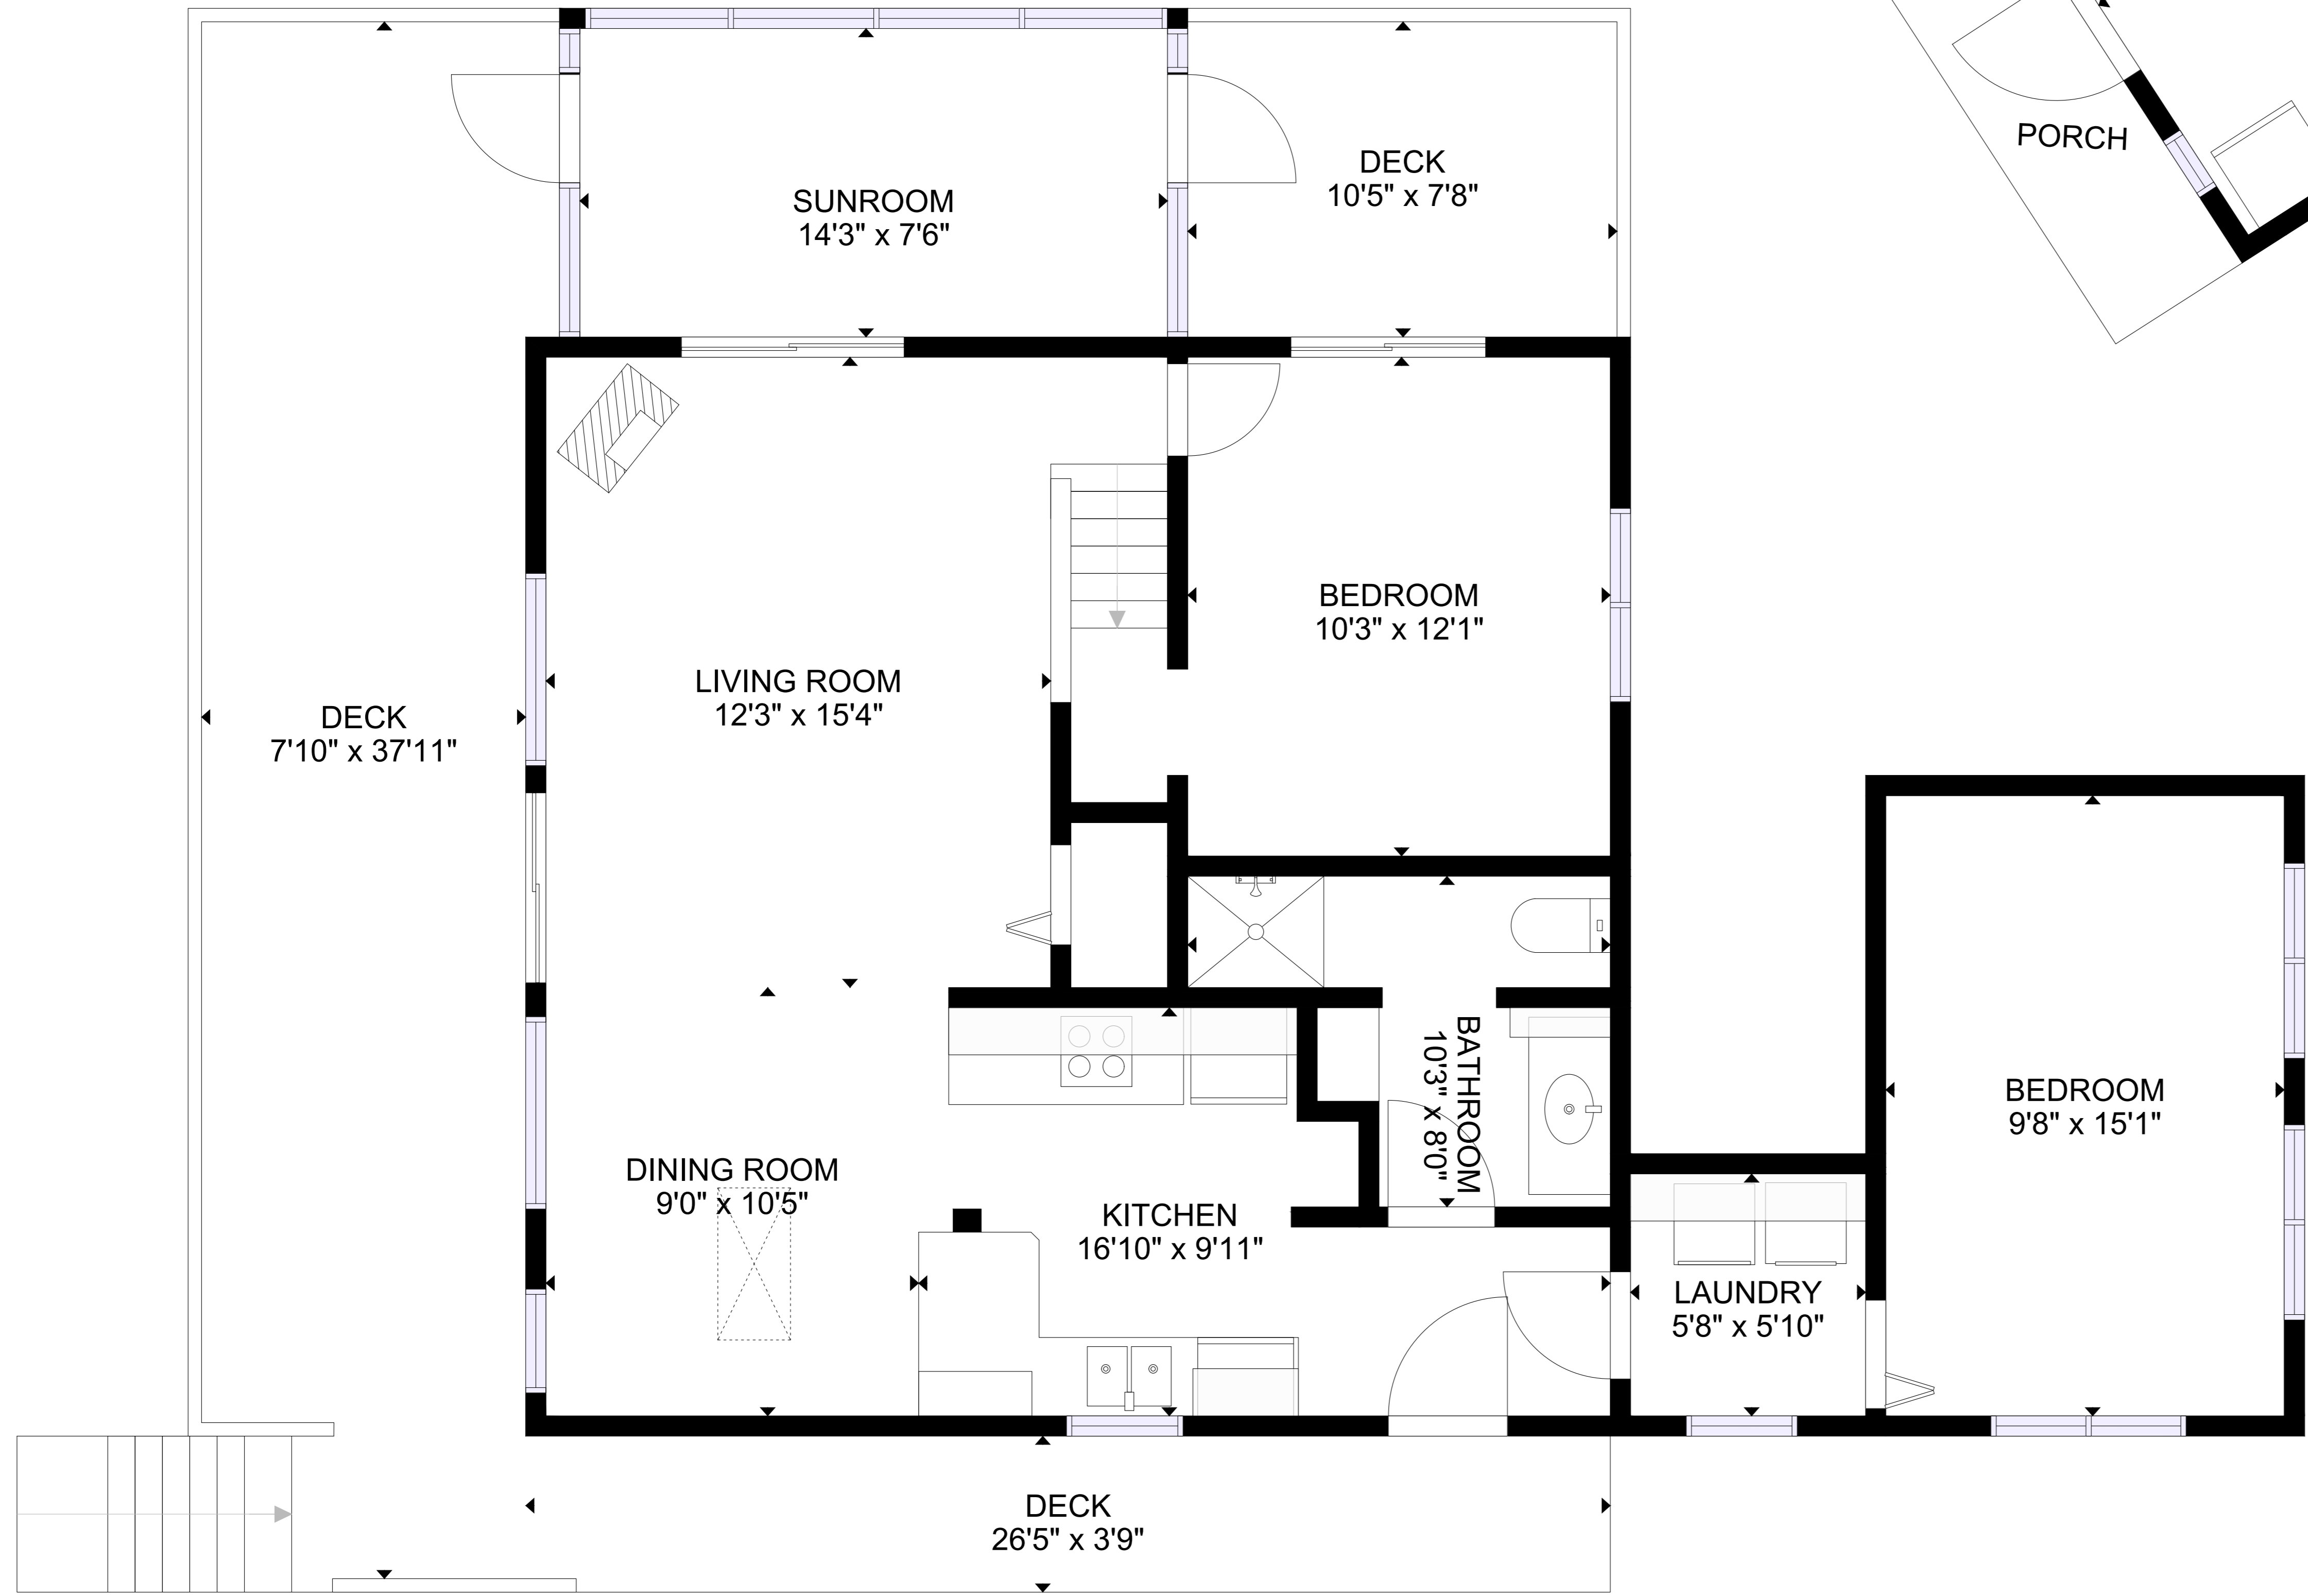 PORCH
DECK
10'5" x 7'8"
SUNROOM
14'3" x 7'6"
BEDROOM
10'3" x 12'1"
LIVING ROOM
12'3" x 15'4"
DECK
7'10" x 37'11"
BATHROOM
10'3" x 8'0"
BEDROOM
9'8" x 15'1"
DINING ROOM
9'0" x 10'5"
KITCHEN
16'10" x 9'11"
LAUNDRY
5'8" x 5'10"
DECK
26'5" x 3'9"